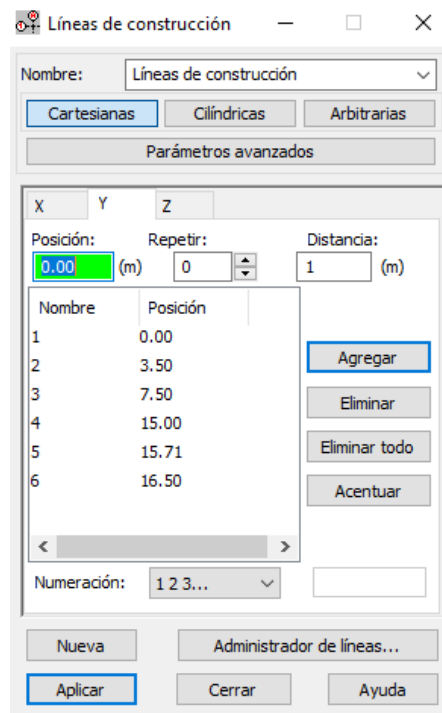 Líneas de construcción
Nombre: Líneas de construcción
Cartesianas Cilíndricas Arbitrarias
Parámetros avanzados
X Y Z
Posición: Repetir: Distancia:
0.00 (m) 0 1 (m)
Nombre Posición
1 0.00
2 3.50
3 7.50
4 15.00
5 15.71
6 16.50
Agregar
Eliminar
Eliminar todo
Acentuar
Numeración: 1 2 3...
Nueva Administrador de líneas...
Aplicar Cerrar Ayuda